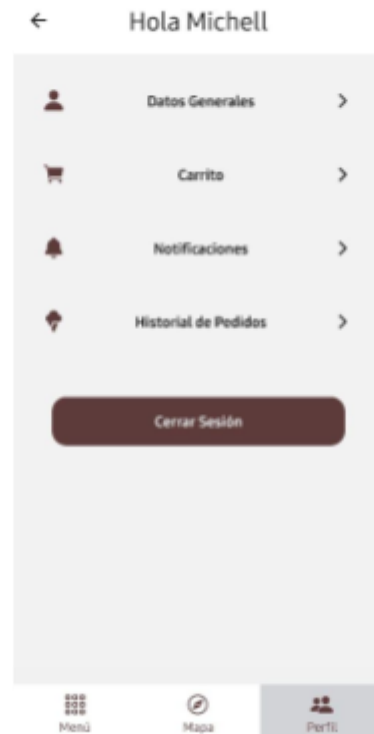 Hola Michell
Datos Generales
Carrito
Notificaciones
Historial de Pedidos
Cerrar Sesión
Menú
Mapa
Perfil